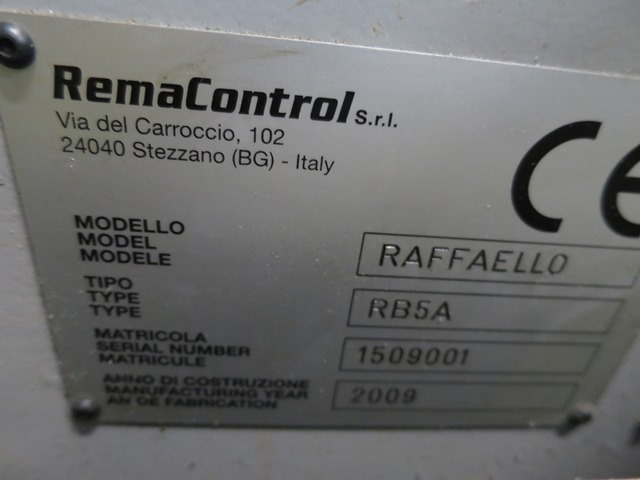 RemaControl s.r.l.
Via del Carroccio, 102
24040 Stezzano (BG) - Italy
CE
MODELLO
MODEL
MODELE
RAFFAELLO
TIPO
TYPE
TYPE
RB5A
MATRICOLA
SERIAL NUMBER
MATRICULE
1509001
ANNO DI COSTRUZIONE
MANUFACTURING YEAR
AN DE FABRICATION
2009